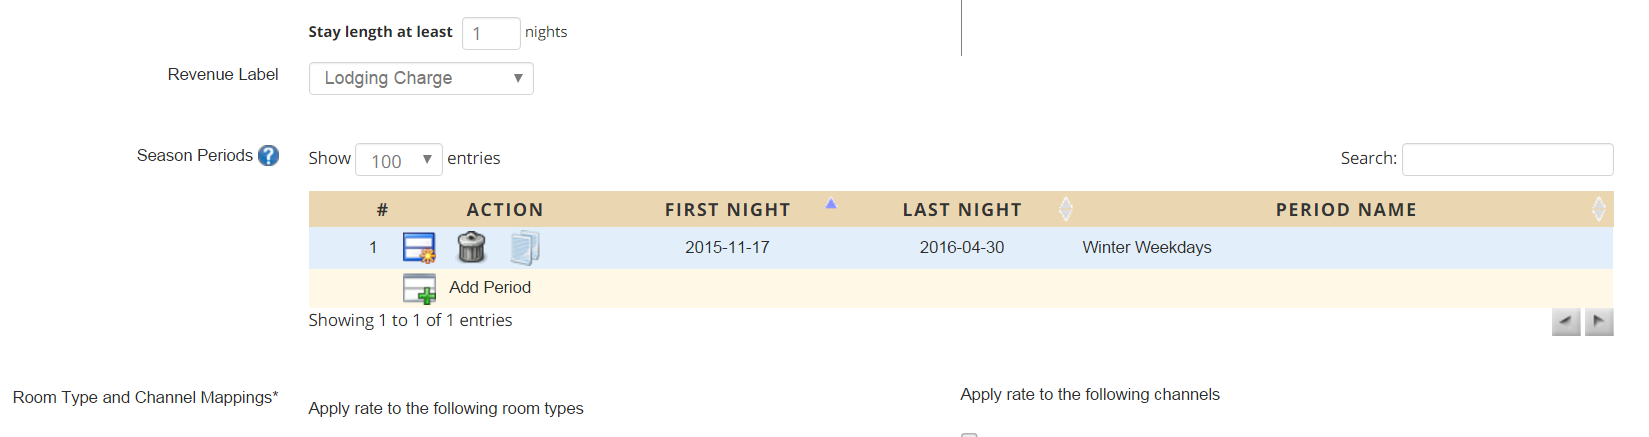 Stay length at least 1 nights
Revenue Label Lodging Charge
Season Periods ? Show 100 entries Search:
# ACTION FIRST NIGHT LAST NIGHT PERIOD NAME
1 2015-11-17 2016-04-30 Winter Weekdays
Add Period
Showing 1 to 1 of 1 entries
Room Type and Channel Mappings* Apply rate to the following room types Apply rate to the following channels